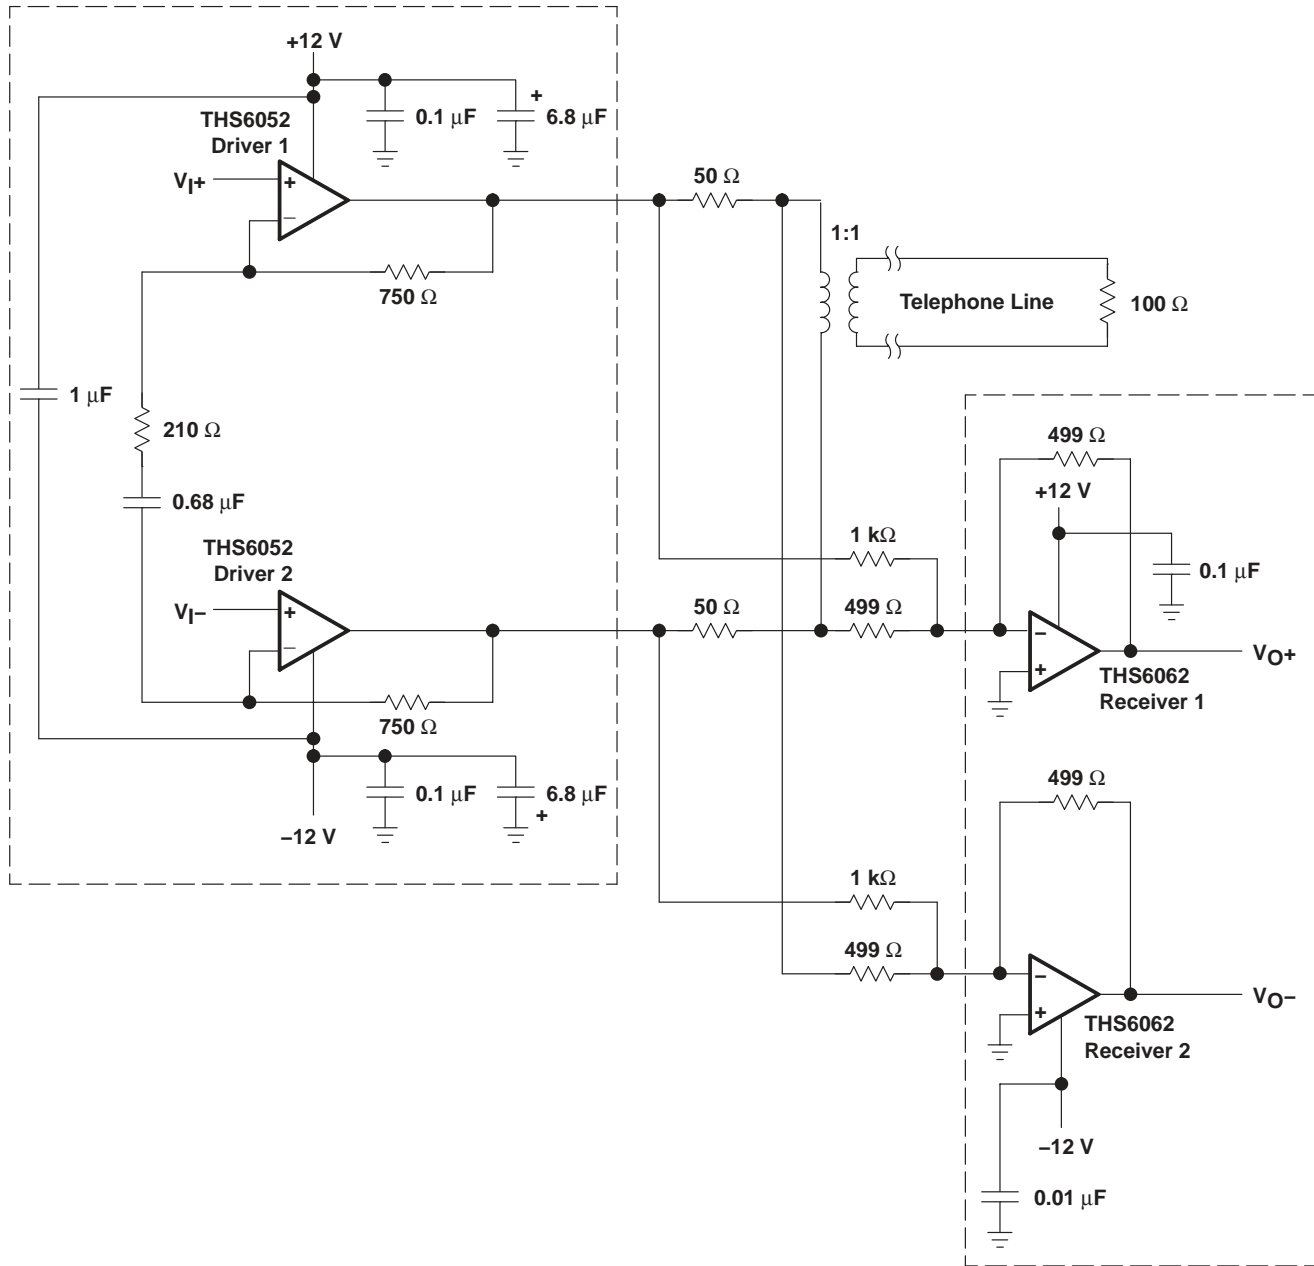 +12 V
THS6052
Driver 1
0.1 μF
+
6.8 μF
VI+
+
−
750 Ω
50 Ω
1:1
Telephone Line
100 Ω
1 μF
210 Ω
0.68 μF
THS6052
Driver 2
VI−
+
−
750 Ω
0.1 μF
6.8 μF
+
−12 V
50 Ω
1 kΩ
499 Ω
499 Ω
+12 V
0.1 μF
−
+
THS6062
Receiver 1
VO+
499 Ω
1 kΩ
499 Ω
−
+
THS6062
Receiver 2
VO−
−12 V
0.01 μF